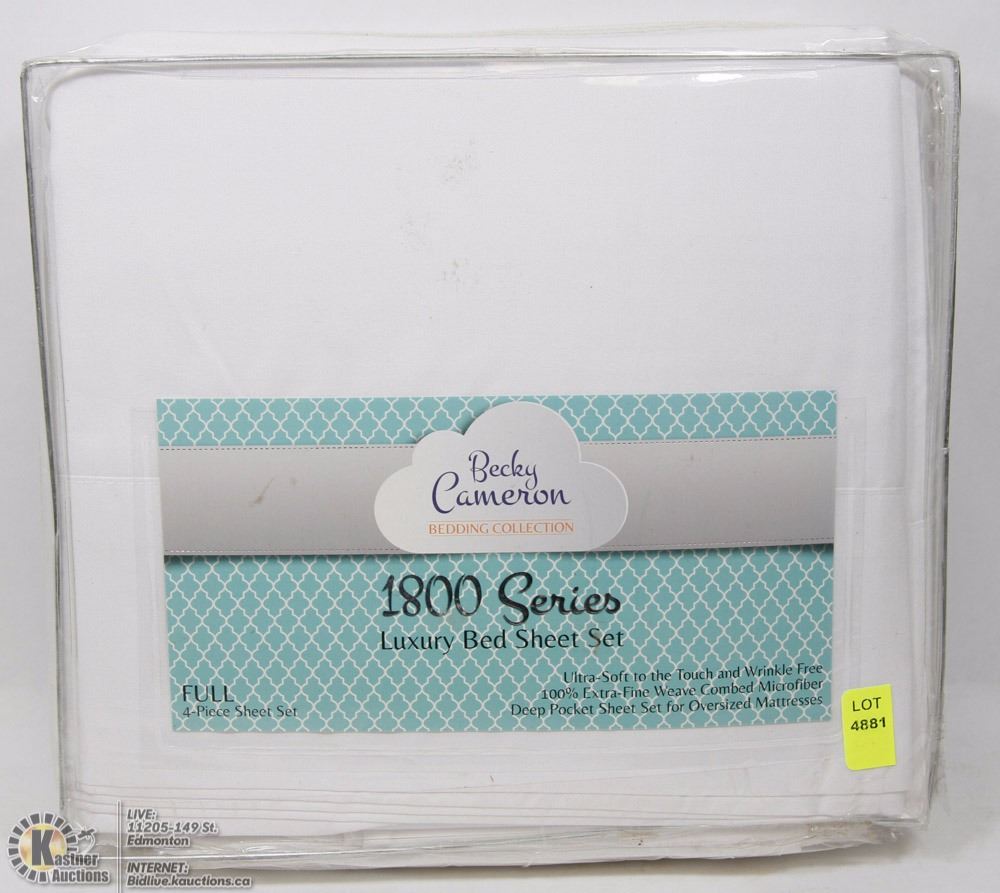 Becky
Cameron
BEDDING COLLECTION
1800 Series
Luxury Bed Sheet Set
Ultra-Soft to the Touch and Wrinkle Free
100% Extra-Fine Weave Combed Microfiber
Deep Pocket Sheet Set for Oversized Mattresses
FULL
4-Piece Sheet Set
LOT
4881
Kastner
Auctions
LIVE:
11205-149 St.
Edmonton
INTERNET:
Bidlive.kauctions.ca